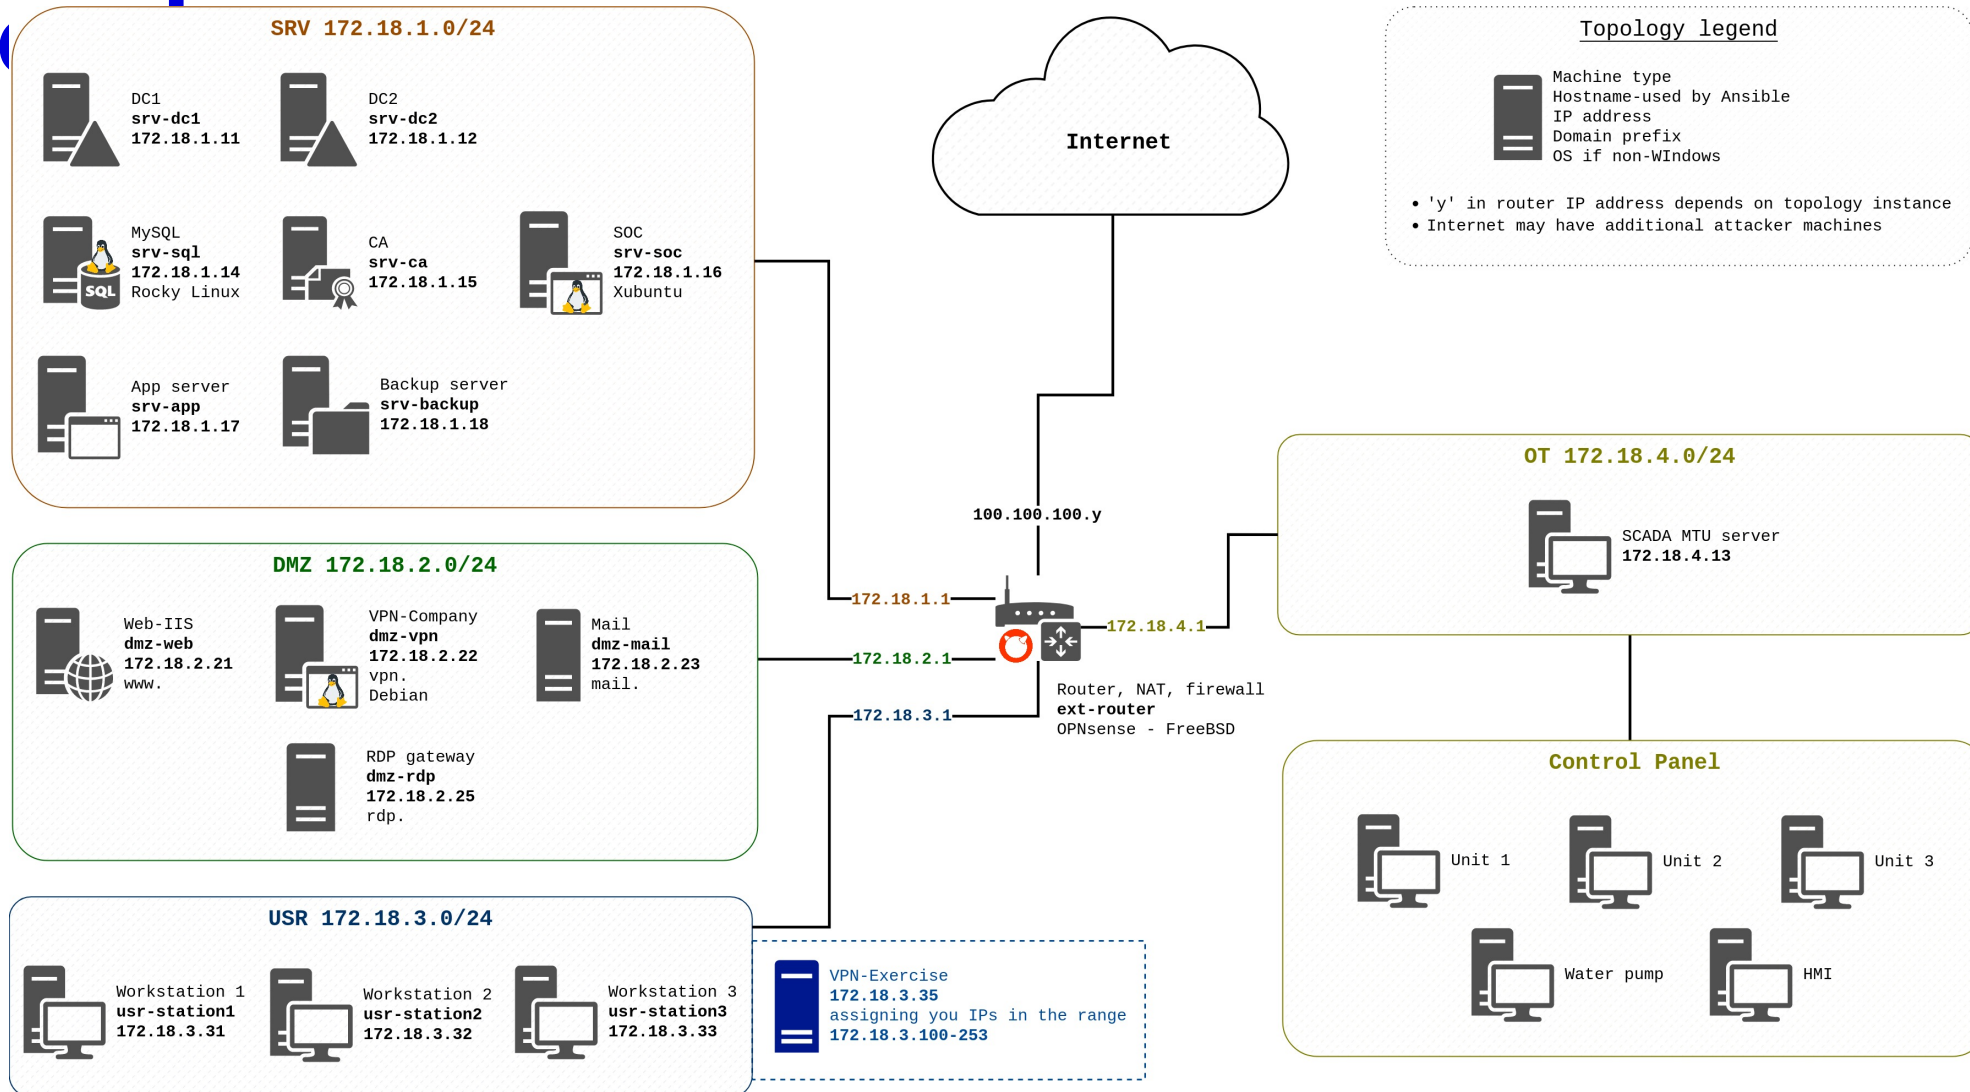 SRV 172.18.1.0/24
DC1
srv-dc1
172.18.1.11
DC2
srv-dc2
172.18.1.12
MySQL
srv-sql
172.18.1.14
Rocky Linux
SQL
CA
srv-ca
172.18.1.15
SOC
srv-soc
172.18.1.16
Xubuntu
App server
srv-app
172.18.1.17
Backup server
srv-backup
172.18.1.18
Internet
Topology legend
Machine type
Hostname-used by Ansible
IP address
Domain prefix
OS if non-WIndows
• 'y' in router IP address depends on topology instance
• Internet may have additional attacker machines
100.100.100.y
172.18.1.1
172.18.2.1
172.18.3.1
172.18.4.1
Router, NAT, firewall
ext-router
OPNsense - FreeBSD
OT 172.18.4.0/24
SCADA MTU server
172.18.4.13
DMZ 172.18.2.0/24
Web-IIS
dmz-web
172.18.2.21
www.
VPN-Company
dmz-vpn
172.18.2.22
vpn.
Debian
Mail
dmz-mail
172.18.2.23
mail.
RDP gateway
dmz-rdp
172.18.2.25
rdp.
Control Panel
Unit 1
Unit 2
Unit 3
Water pump
HMI
USR 172.18.3.0/24
Workstation 1
usr-station1
172.18.3.31
Workstation 2
usr-station2
172.18.3.32
Workstation 3
usr-station3
172.18.3.33
VPN-Exercise
172.18.3.35
assigning you IPs in the range
172.18.3.100-253